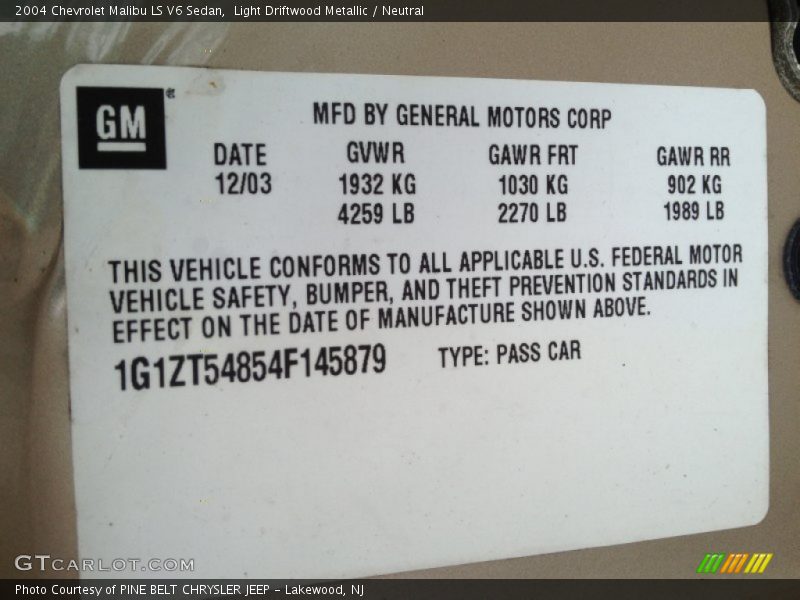 2004 Chevrolet Malibu LS V6 Sedan, Light Driftwood Metallic / Neutral
GM®
MFD BY GENERAL MOTORS CORP
DATE GVWR GAWR FRT GAWR RR
12/03 1932 KG 1030 KG 902 KG
4259 LB 2270 LB 1989 LB
THIS VEHICLE CONFORMS TO ALL APPLICABLE U.S. FEDERAL MOTOR
VEHICLE SAFETY, BUMPER, AND THEFT PREVENTION STANDARDS IN
EFFECT ON THE DATE OF MANUFACTURE SHOWN ABOVE.
1G1ZT54854F145879 TYPE: PASS CAR
GTCARLOT.COM
Photo Courtesy of PINE BELT CHRYSLER JEEP - Lakewood, NJ